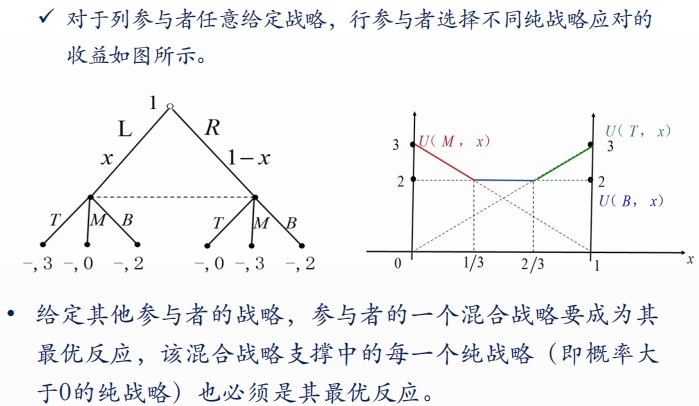 ✓ 对于列参与者任意给定战略，行参与者选择不同纯战略应对的
收益如图所示。
1
L R
x 1−x
T M B T M B
−,3 −,0 −,2 −,0 −,3 −,2
3 U( M， x) U( T， x)
3
2 2
U( B， x)
0 1/3 2/3 1 x
• 给定其他参与者的战略，参与者的一个混合战略要成为其
最优反应，该混合战略支撑中的每一个纯战略（即概率大
于0的纯战略）也必须是其最优反应。